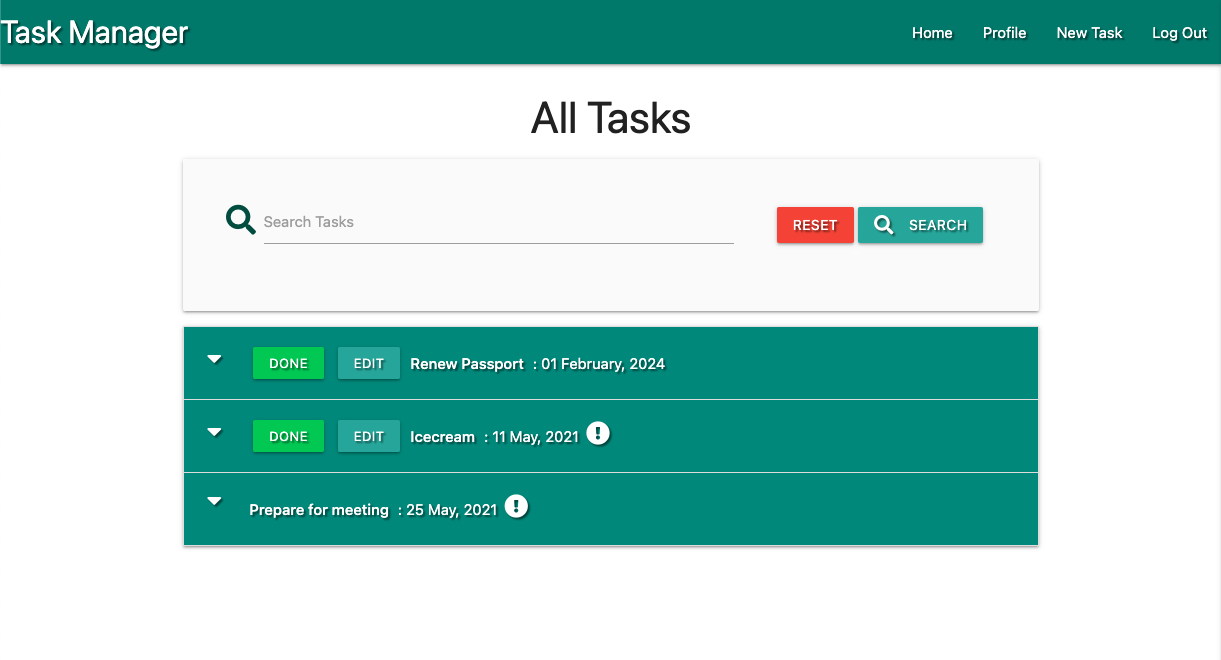 Task Manager Home Profile New Task Log Out
All Tasks
Search Tasks RESET SEARCH
DONE EDIT Renew Passport : 01 February, 2024
DONE EDIT Icecream : 11 May, 2021
Prepare for meeting : 25 May, 2021